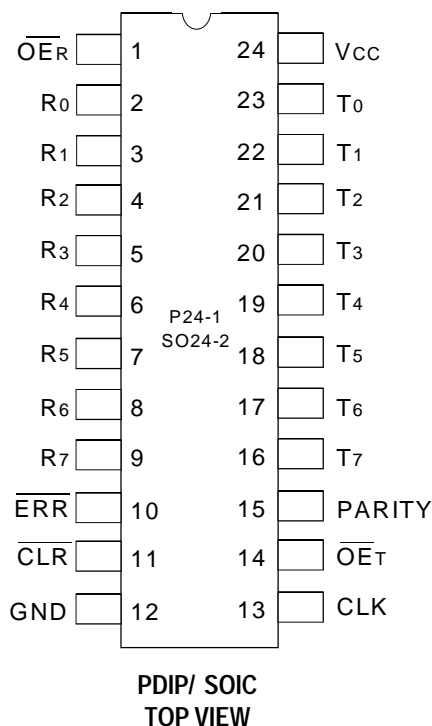 OER 1 24 VCC
R0 2 23 T0
R1 3 22 T1
R2 4 21 T2
R3 5 20 T3
R4 6 19 T4
P24-1
SO24-2
R5 7 18 T5
R6 8 17 T6
R7 9 16 T7
ERR 10 15 PARITY
CLR 11 14 OET
GND 12 13 CLK
PDIP/ SOIC
TOP VIEW